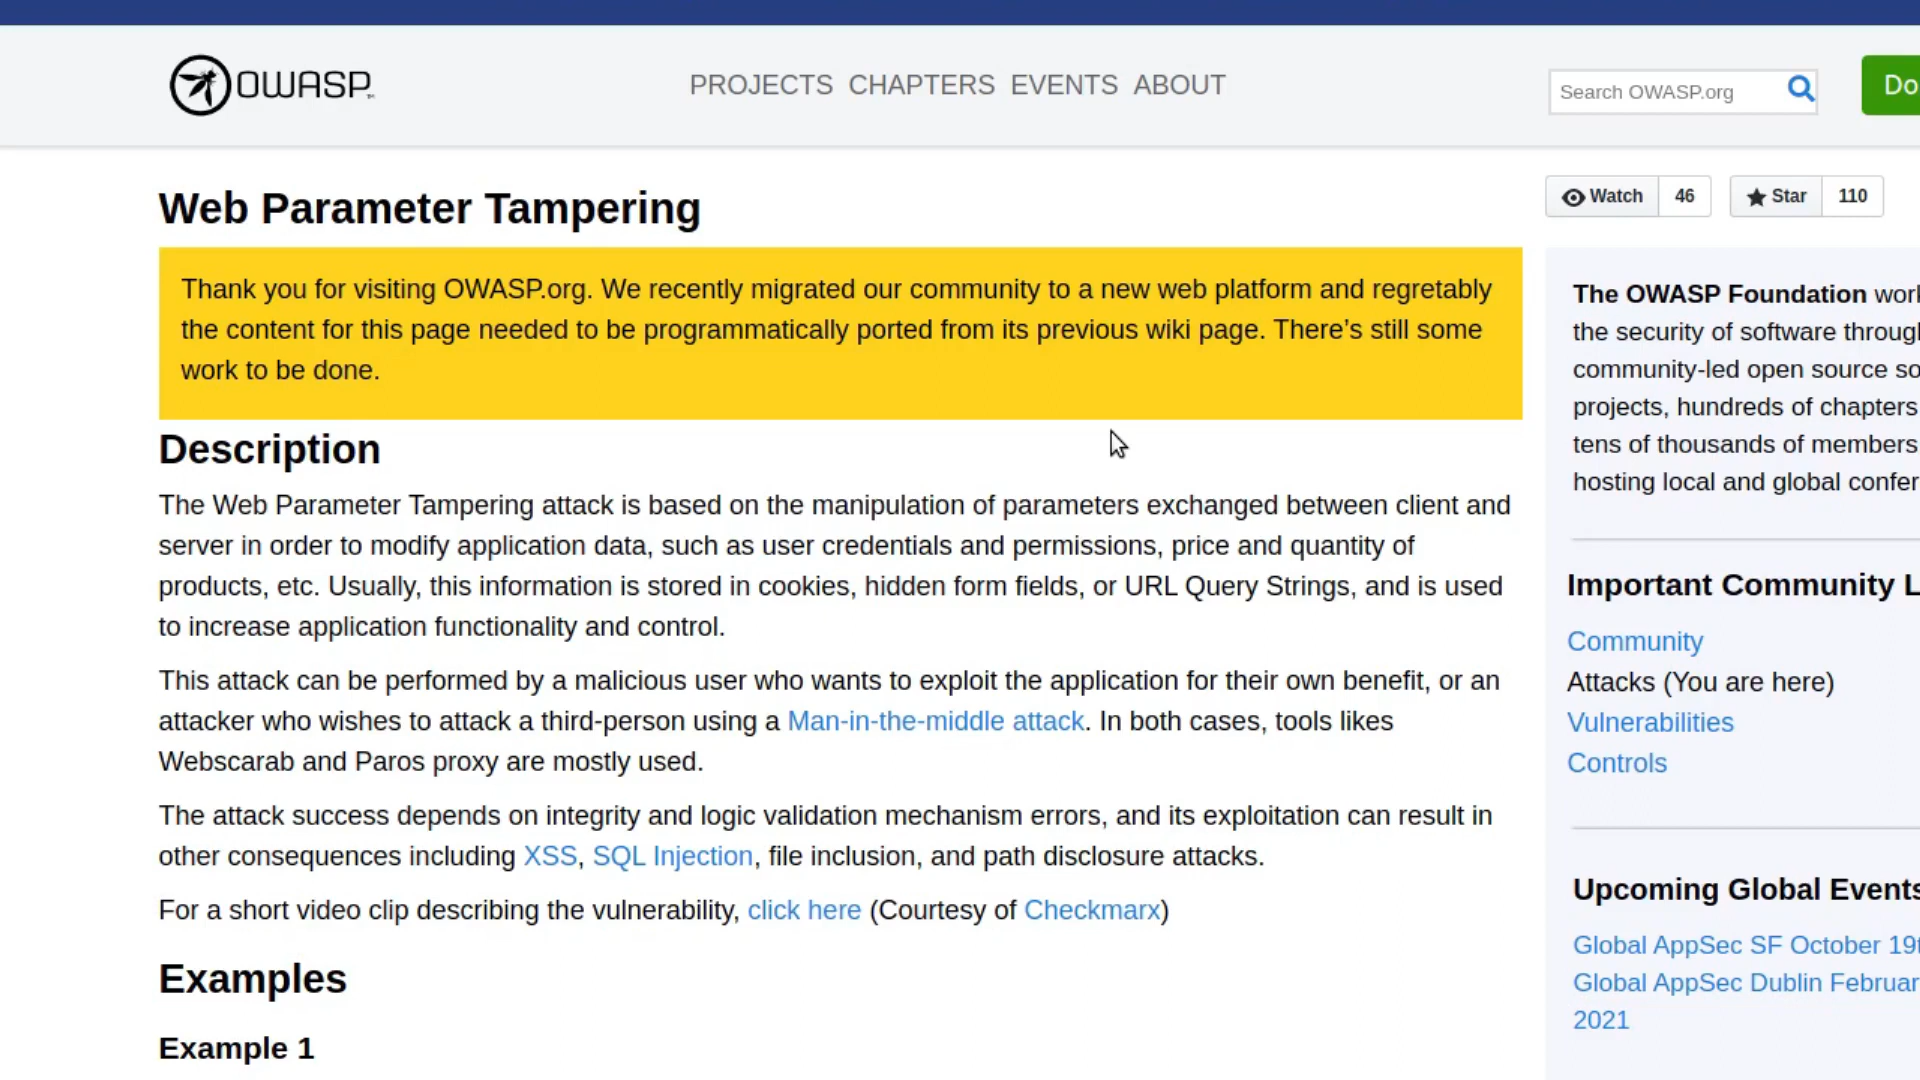 OWASP
PROJECTS CHAPTERS EVENTS ABOUT
Search OWASP.org
Do
Web Parameter Tampering
Watch 46
Star 110
Thank you for visiting OWASP.org. We recently migrated our community to a new web platform and regretably
the content for this page needed to be programmatically ported from its previous wiki page. There’s still some
work to be done.
Description
The Web Parameter Tampering attack is based on the manipulation of parameters exchanged between client and
server in order to modify application data, such as user credentials and permissions, price and quantity of
products, etc. Usually, this information is stored in cookies, hidden form fields, or URL Query Strings, and is used
to increase application functionality and control.
This attack can be performed by a malicious user who wants to exploit the application for their own benefit, or an
attacker who wishes to attack a third-person using a Man-in-the-middle attack. In both cases, tools likes
Webscarab and Paros proxy are mostly used.
The attack success depends on integrity and logic validation mechanism errors, and its exploitation can result in
other consequences including XSS, SQL Injection, file inclusion, and path disclosure attacks.
For a short video clip describing the vulnerability, click here (Courtesy of Checkmarx)
Examples
Example 1
The OWASP Foundation work
the security of software through
community-led open source so
projects, hundreds of chapters
tens of thousands of members
hosting local and global confer
Important Community L
Community
Attacks (You are here)
Vulnerabilities
Controls
Upcoming Global Events
Global AppSec SF October 19t
Global AppSec Dublin Februar
2021